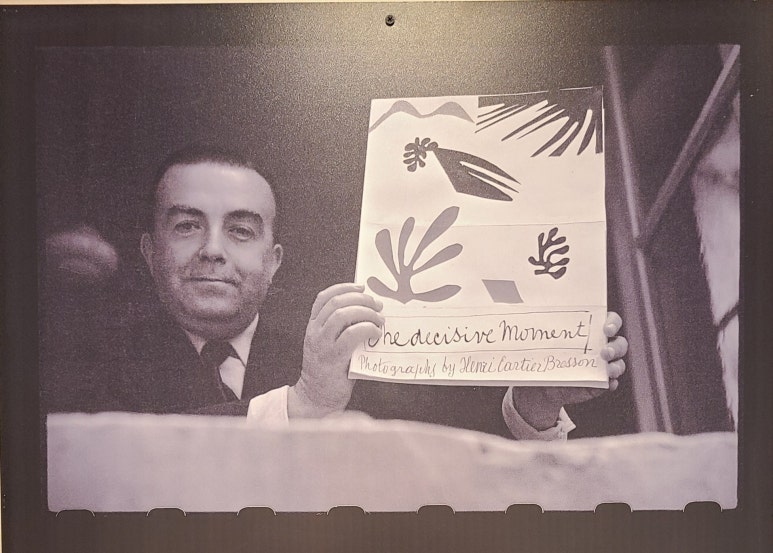 The decisive Moment!
Photographs by Henri Cartier Bresson